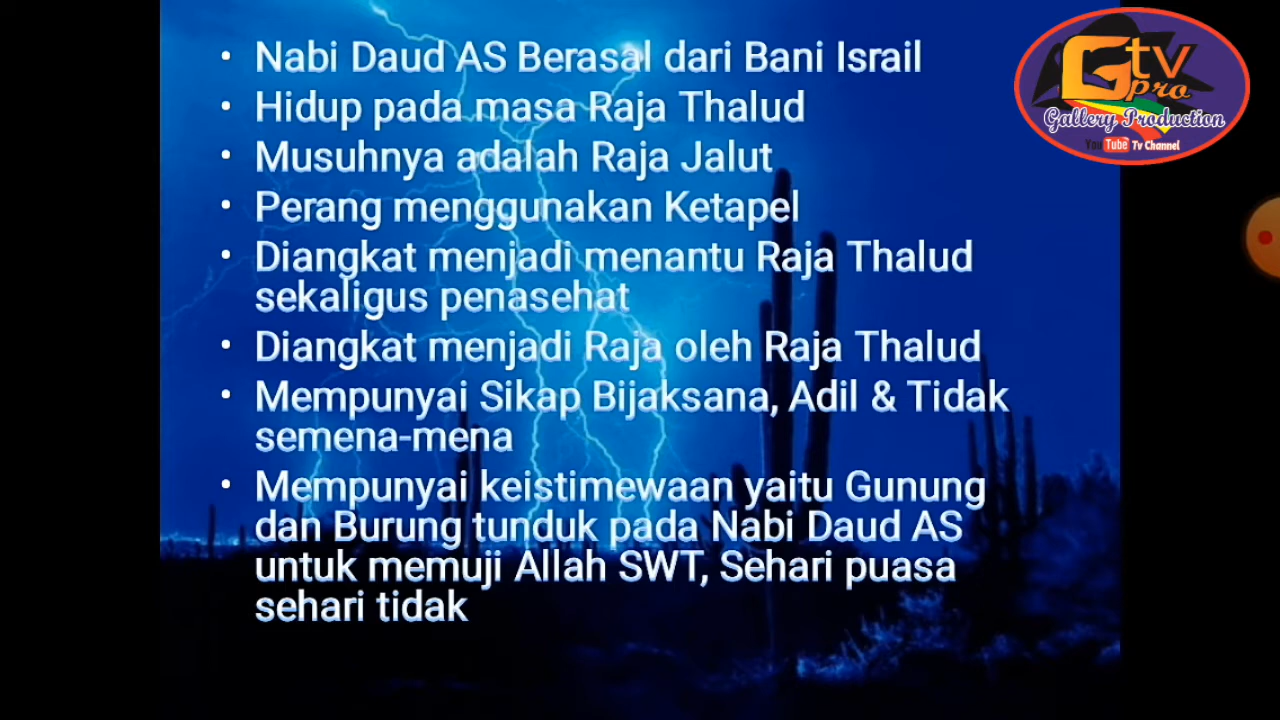 • Nabi Daud AS Berasal dari Bani Israil
• Hidup pada masa Raja Thalud
• Musuhnya adalah Raja Jalut
• Perang menggunakan Ketapel
• Diangkat menjadi menantu Raja Thalud
sekaligus penasehat
• Diangkat menjadi Raja oleh Raja Thalud
• Mempunyai Sikap Bijaksana, Adil & Tidak
semena-mena
• Mempunyai keistimewaan yaitu Gunung
dan Burung tunduk pada Nabi Daud AS
untuk memuji Allah SWT, Sehari puasa
sehari tidak
Gtv
pro
Gallery Production
YouTube Tv Channel